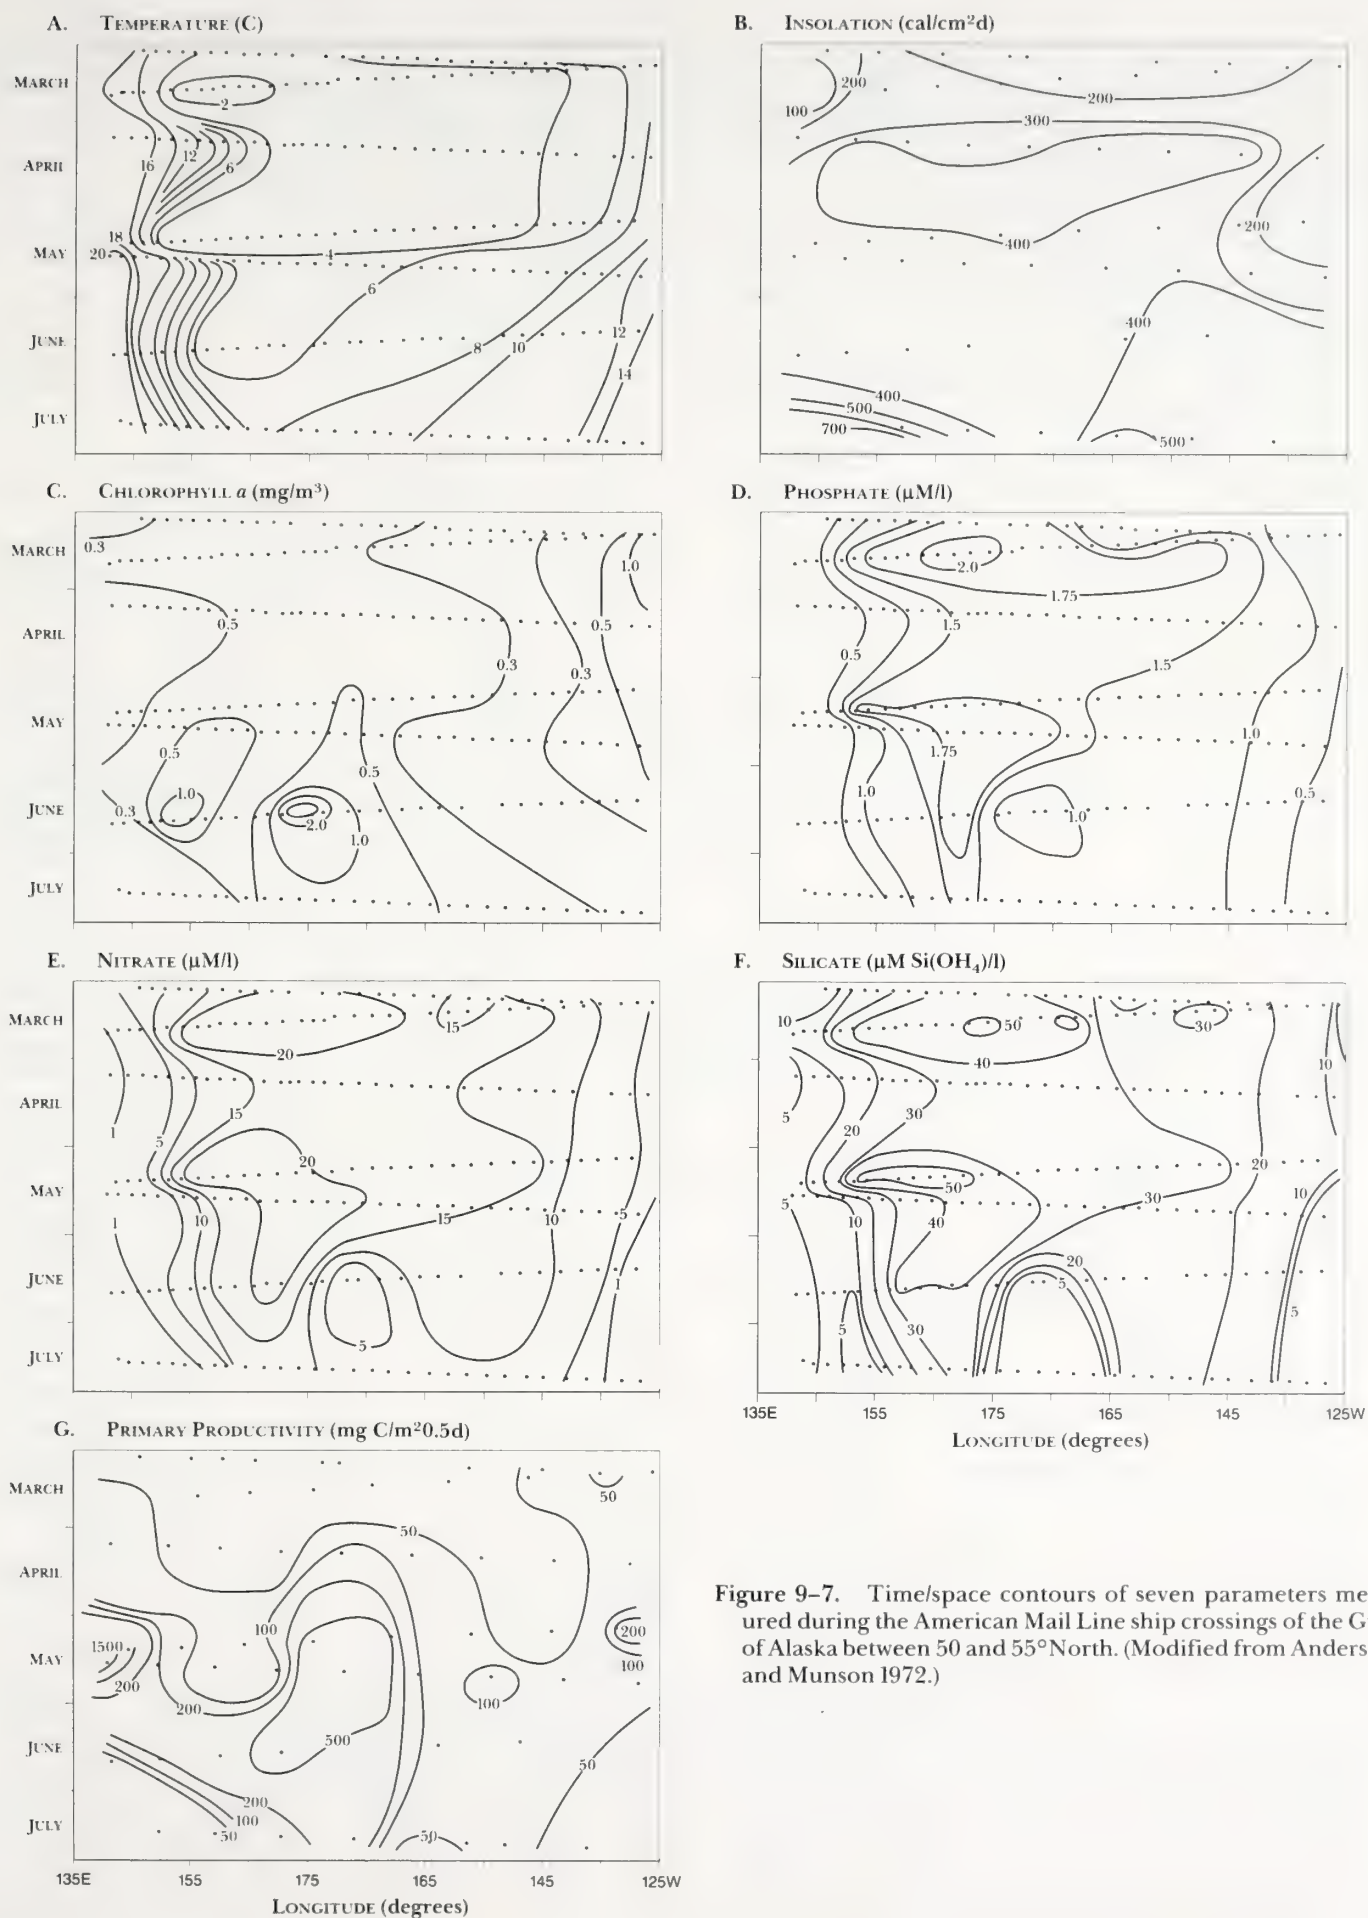 A. TEMPERATURE (C)
MARCH
APRIL
MAY
JUNE
JULY
2
16
12
6
18
20
4
6
8
10
12
14
B. INSOLATION (cal/cm²d)
200
100
200
300
400
200
400
400
500
700
500
C. CHLOROPHYLL a (mg/m³)
MARCH
APRIL
MAY
JUNE
JULY
0.3
1.0
0.5
0.5
0.3
0.3
0.5
0.5
1.0
0.3
2.0
1.0
D. PHOSPHATE (µM/l)
2.0
1.75
1.5
0.5
1.5
1.75
1.0
1.0
1.0
0.5
E. NITRATE (µM/l)
MARCH
APRIL
MAY
JUNE
JULY
15
20
15
1
5
20
1
10
15
10
5
1
5
F. SILICATE (µM Si(OH₄)/l)
10
50
30
40
10
5
30
20
20
50
30
10
5
10
40
20
5
5
30
5
135E 155 175 165 145 125W
LONGITUDE (degrees)
G. PRIMARY PRODUCTIVITY (mg C/m²0.5d)
MARCH
APRIL
MAY
JUNE
JULY
50
50
100
1500
200
200
100
200
100
500
50
200
100
50
50
135E 155 175 165 145 125W
LONGITUDE (degrees)
Figure 9–7. Time/space contours of seven parameters me
ured during the American Mail Line ship crossings of the G
of Alaska between 50 and 55°North. (Modified from Anders
and Munson 1972.)